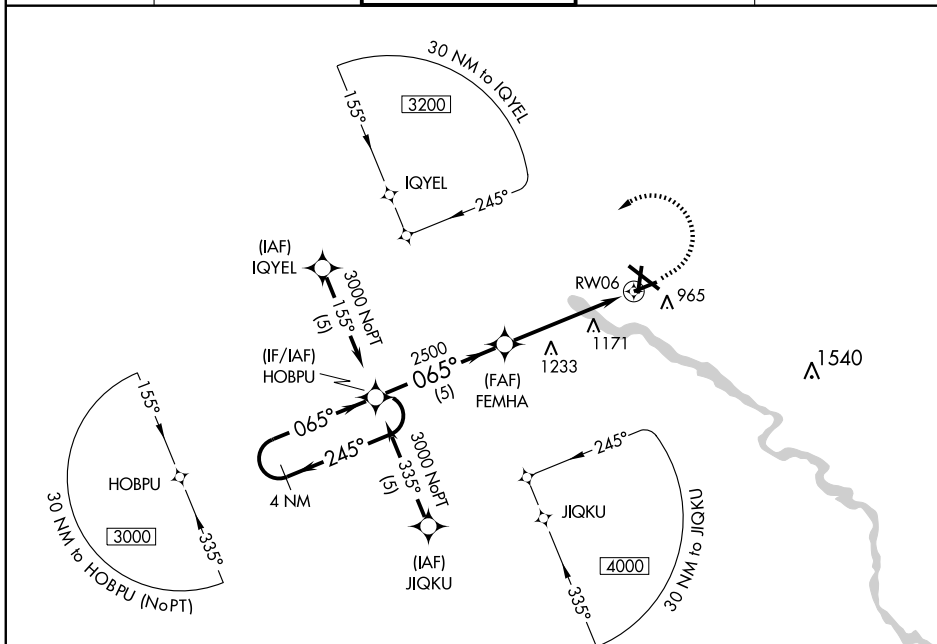 30 NM to IQYEL
155°
3200
IQYEL
245°
(IAF)
IQYEL
3000 NoPT
155°
(5)
RW06
965
(IF/IAF)
HOBPU
2500
065°
(5)
1171
1233
(FAF)
FEMHA
1540
065°
245°
4 NM
3000 NoPT
335°
(5)
(IAF)
JIQKU
155°
HOBPU
3000
335°
30 NM to HOBPU (NoPT)
245°
JIQKU
4000
335°
30 NM to JIQKU